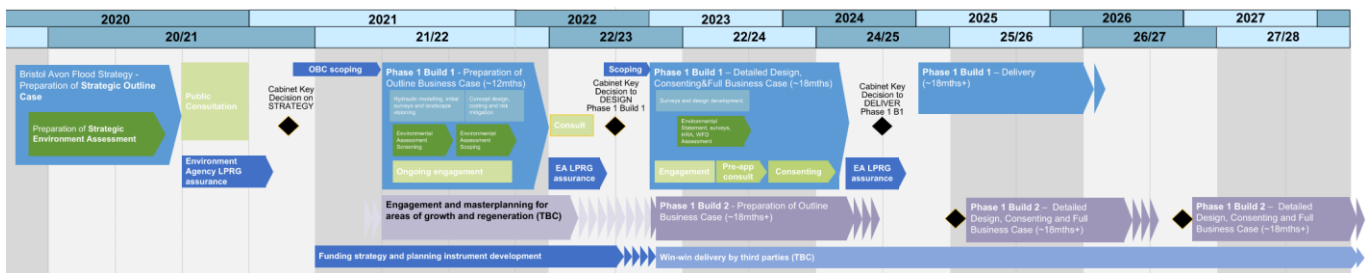 2020
2021
2022
2023
2024
2025
2026
2027
20/21
21/22
22/23
22/24
24/25
25/26
26/27
27/28
Bristol Avon Flood Strategy -
Preparation of Strategic Outline
Case
Preparation of Strategic
Environment Assessment
Public
Consultation
Environment
Agency LPRG
assurance
Cabinet Key
Decision on
STRATEGY
OBC scoping
Phase 1 Build 1 - Preparation of
Outline Business Case (~12mths)
Hydraulic modelling, initial
surveys and landscape
visioning
Concept design,
costing and risk
mitigation
Environmental
Assessment
Screening
Environmental
Assessment
Scoping
Ongoing engagement
Consult
EA LPRG
assurance
Scoping
Cabinet Key
Decision to
DESIGN
Phase 1 Build 1
Phase 1 Build 1 – Detailed Design,
Consenting&Full Business Case (~18mths)
Surveys and design development.
Environmental
Statement, surveys,
HRA, WFD
Assessment
Engagement
Pre-app
consult
Consenting
EA LPRG
assurance
Cabinet Key
Decision to
DELIVER
Phase 1 B1
Phase 1 Build 1 – Delivery
(~18mths+)
Engagement and masterplanning for
areas of growth and regeneration (TBC)
Phase 1 Build 2 - Preparation of Outline
Business Case (~18mths+)
Phase 1 Build 2 – Detailed
Design, Consenting and Full
Business Case (~18mths+)
Phase 1 Build 2 – Detailed
Design, Consenting and Full
Business Case (~18mths+)
Funding strategy and planning instrument development
Win-win delivery by third parties (TBC)